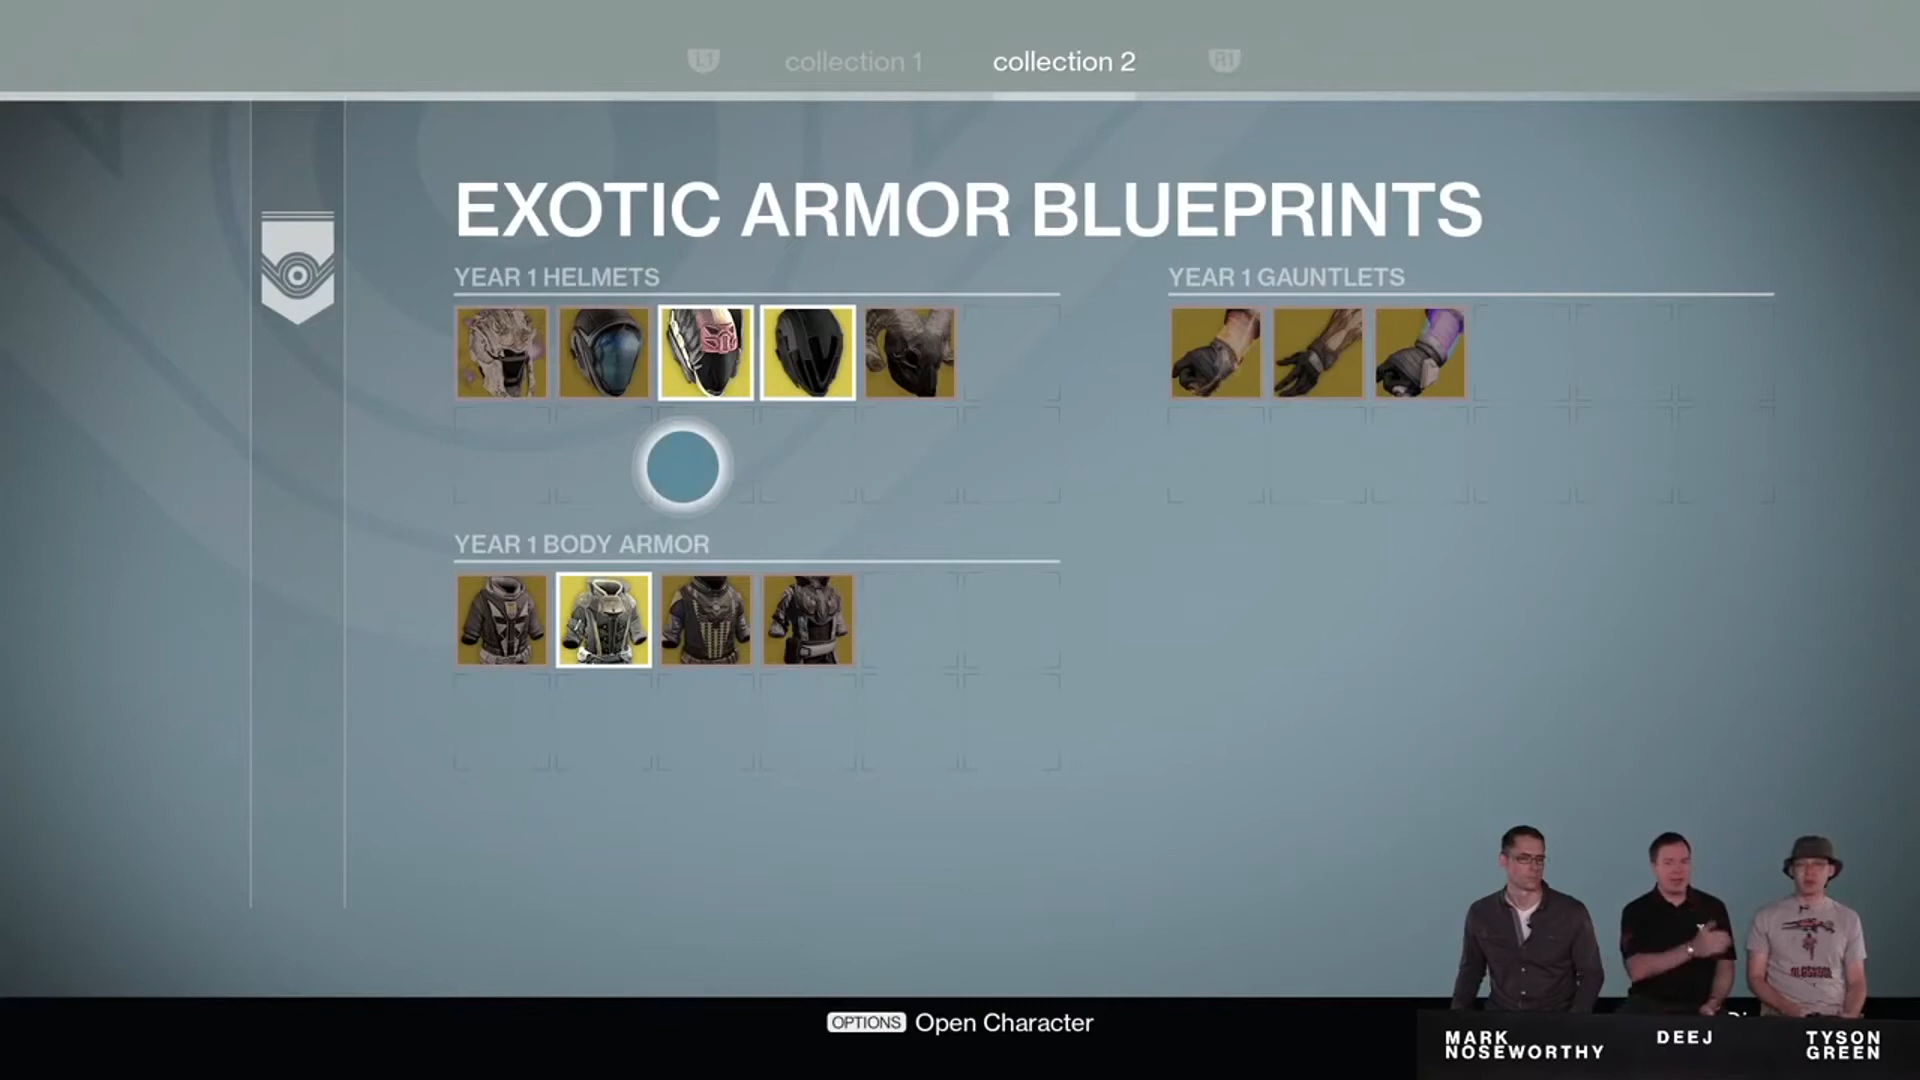 L1 collection 1 collection 2 R1
EXOTIC ARMOR BLUEPRINTS
YEAR 1 HELMETS
YEAR 1 GAUNTLETS
YEAR 1 BODY ARMOR
OPTIONS Open Character
MARK
NOSEWORTHY
DEEJ
TYSON
GREEN